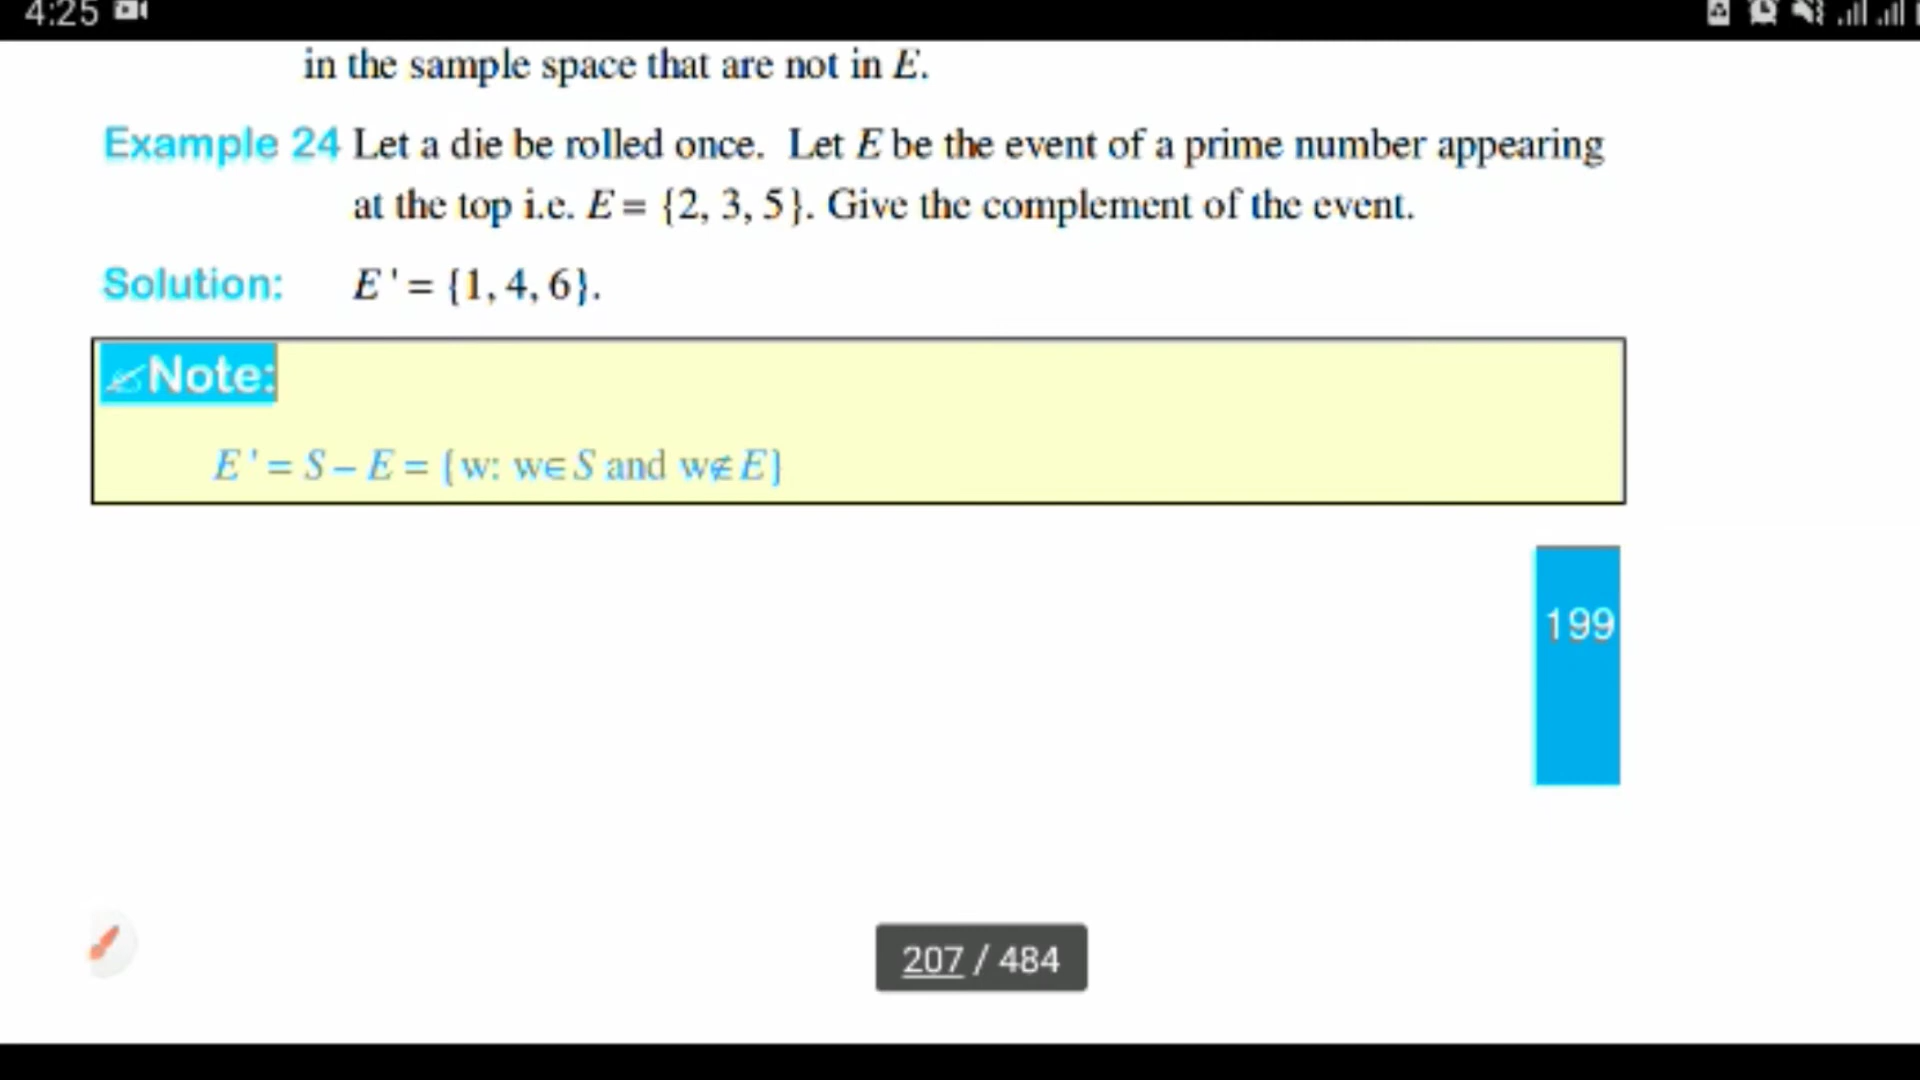 4:25
in the sample space that are not in E.
Example 24 Let a die be rolled once. Let E be the event of a prime number appearing
at the top i.e. E = {2, 3, 5}. Give the complement of the event.
Solution: E' = {1, 4, 6}.
Note:
E' = S – E = {w: w∈S and w∉E}
199
207 / 484